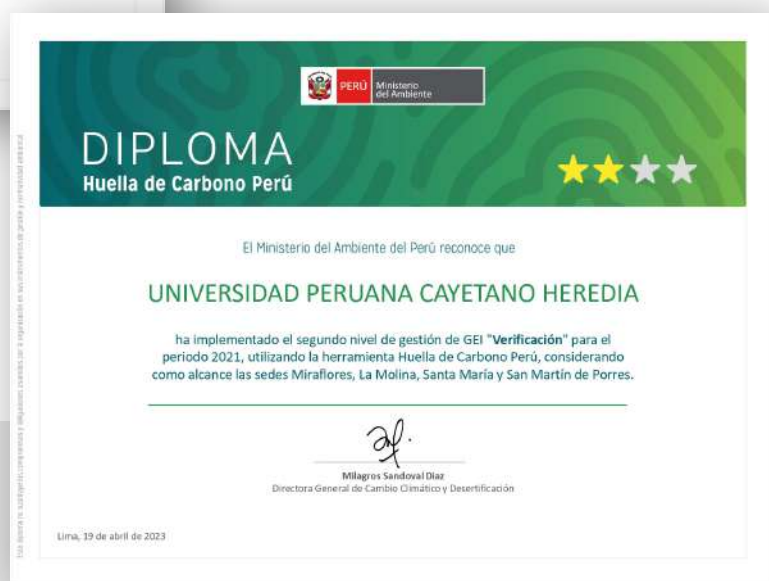 PERÚ
Ministerio
del Ambiente
DIPLOMA
Huella de Carbono Perú
El Ministerio del Ambiente del Perú reconoce que
UNIVERSIDAD PERUANA CAYETANO HEREDIA
ha implementado el segundo nivel de gestión de GEI "Verificación" para el
periodo 2021, utilizando la herramienta Huella de Carbono Perú, considerando
como alcance las sedes Miraflores, La Molina, Santa María y San Martín de Porres.
Milagros Sandoval Díaz
Directora General de Cambio Climático y Desertificación
Lima, 19 de abril de 2023